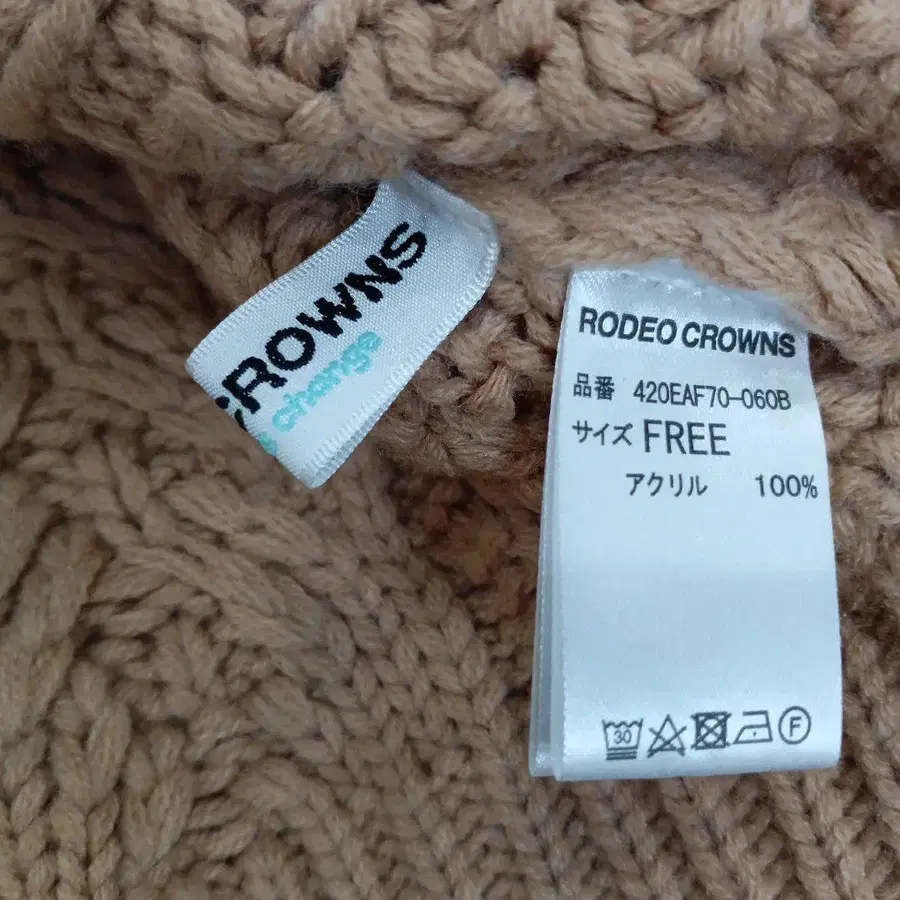 CROWNS
change
RODEO CROWNS
品番 420EAF70-060B
サイズ FREE
アクリル 100%
30
F